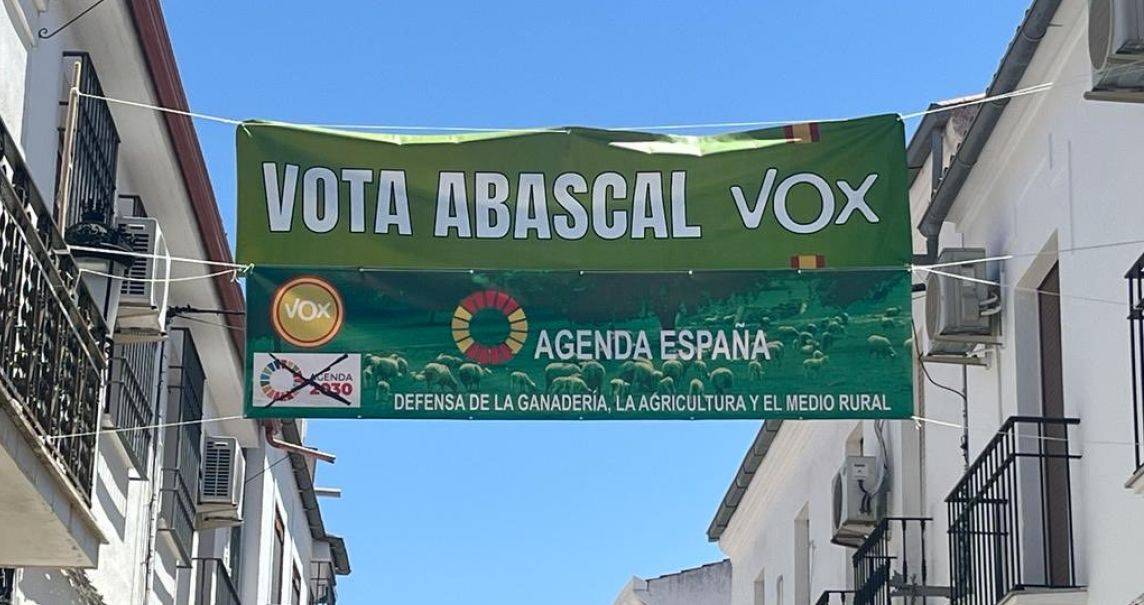 VOTA ABASCAL VOX
VOX
AGENDA ESPAÑA
AGENDA
2030
DEFENSA DE LA GANADERÍA, LA AGRICULTURA Y EL MEDIO RURAL